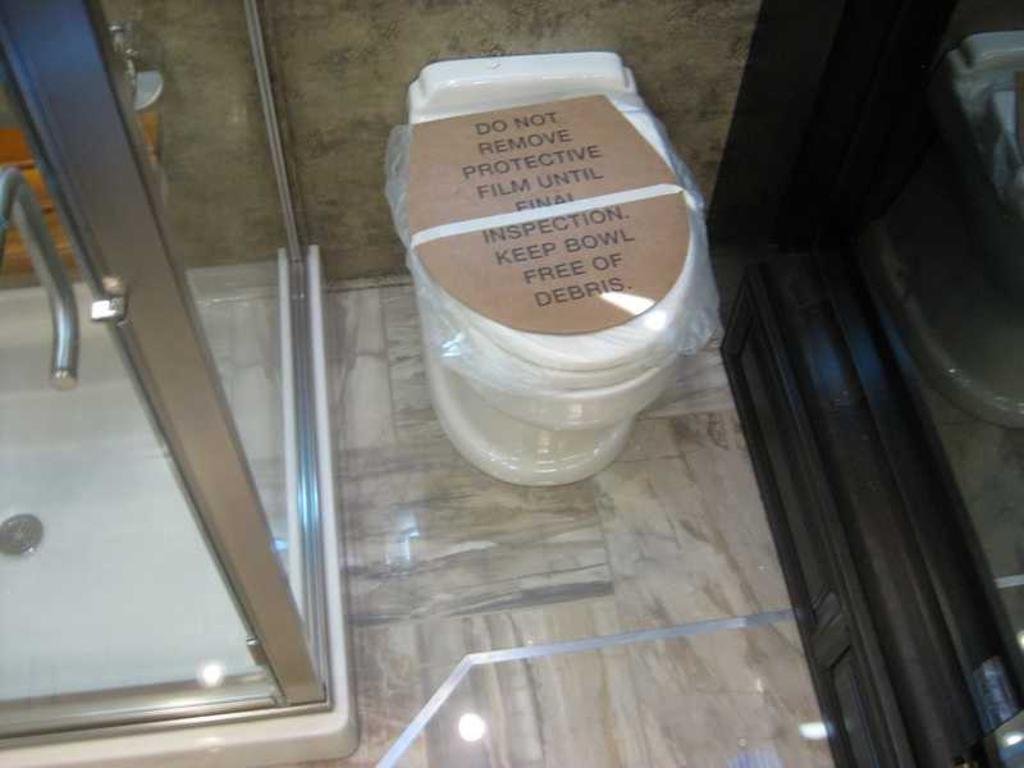 DO NOT
REMOVE
PROTECTIVE
FILM UNTIL
FINAL
INSPECTION.
KEEP BOWL
FREE OF
DEBRIS.